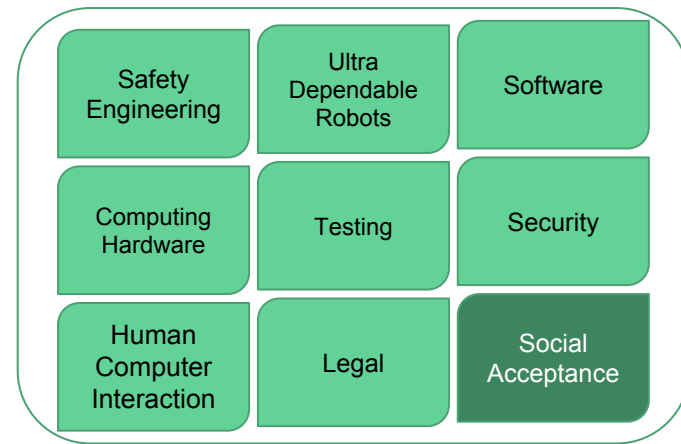 Safety
Engineering
Ultra
Dependable
Robots
Software
Computing
Hardware
Testing
Security
Human
Computer
Interaction
Legal
Social
Acceptance